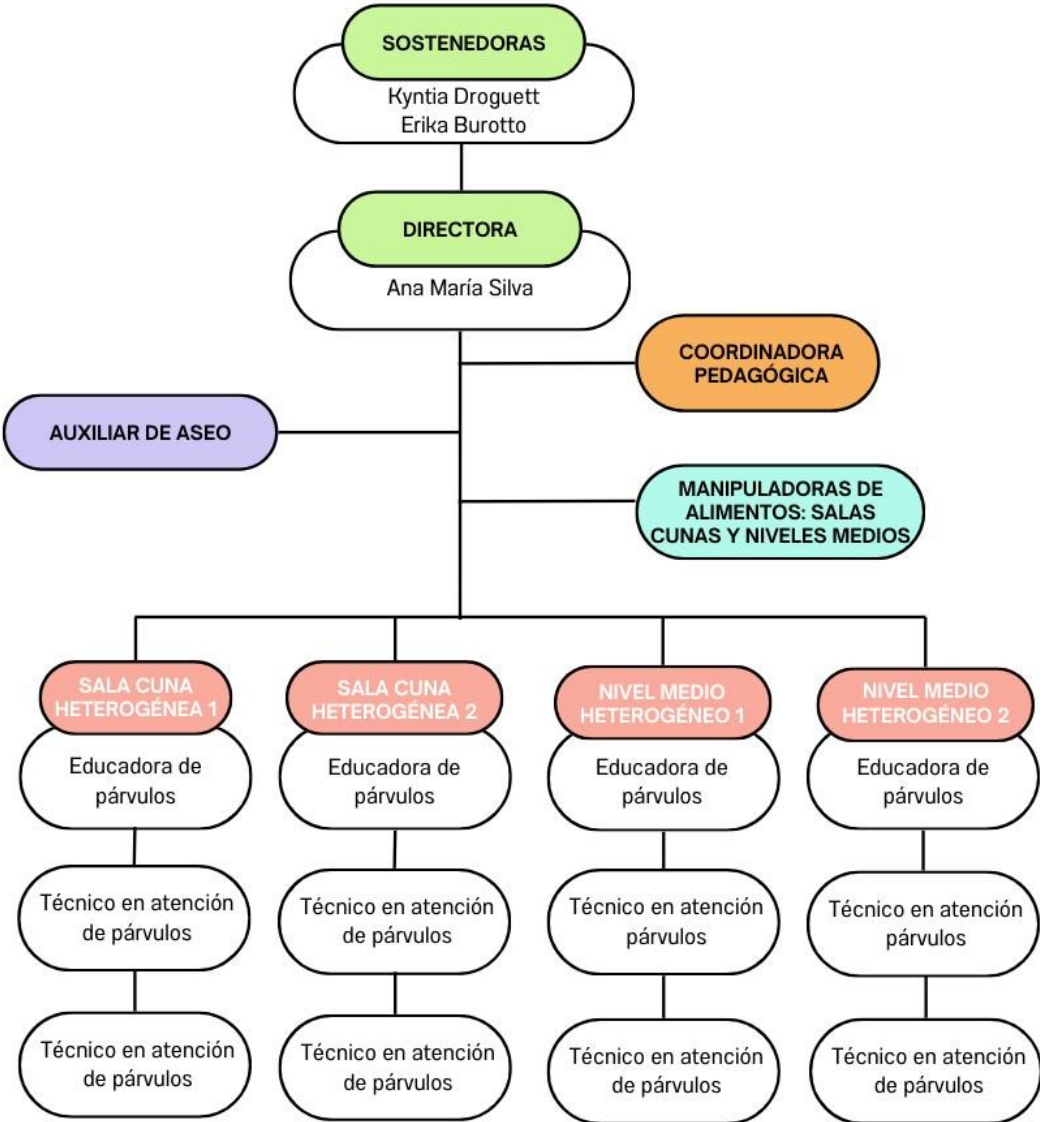 SOSTENEDORAS
Kyntia Droguett
Erika Burotto
DIRECTORA
Ana María Silva
COORDINADORA
PEDAGÓGICA
AUXILIAR DE ASEO
MANIPULADORAS DE
ALIMENTOS: SALAS
CUNAS Y NIVELES MEDIOS
SALA CUNA
HETEROGÉNEA 1
Educadora de
párvulos
Técnico en atención
de párvulos
Técnico en atención
de párvulos
SALA CUNA
HETEROGÉNEA 2
Educadora de
párvulos
Técnico en atención
de párvulos
Técnico en atención
de párvulos
NIVEL MEDIO
HETEROGÉNEO 1
Educadora de
párvulos
Técnico en atención
párvulos
Técnico en atención
de párvulos
NIVEL MEDIO
HETEROGÉNEO 2
Educadora de
párvulos
Técnico en atención
párvulos
Técnico en atención
de párvulos